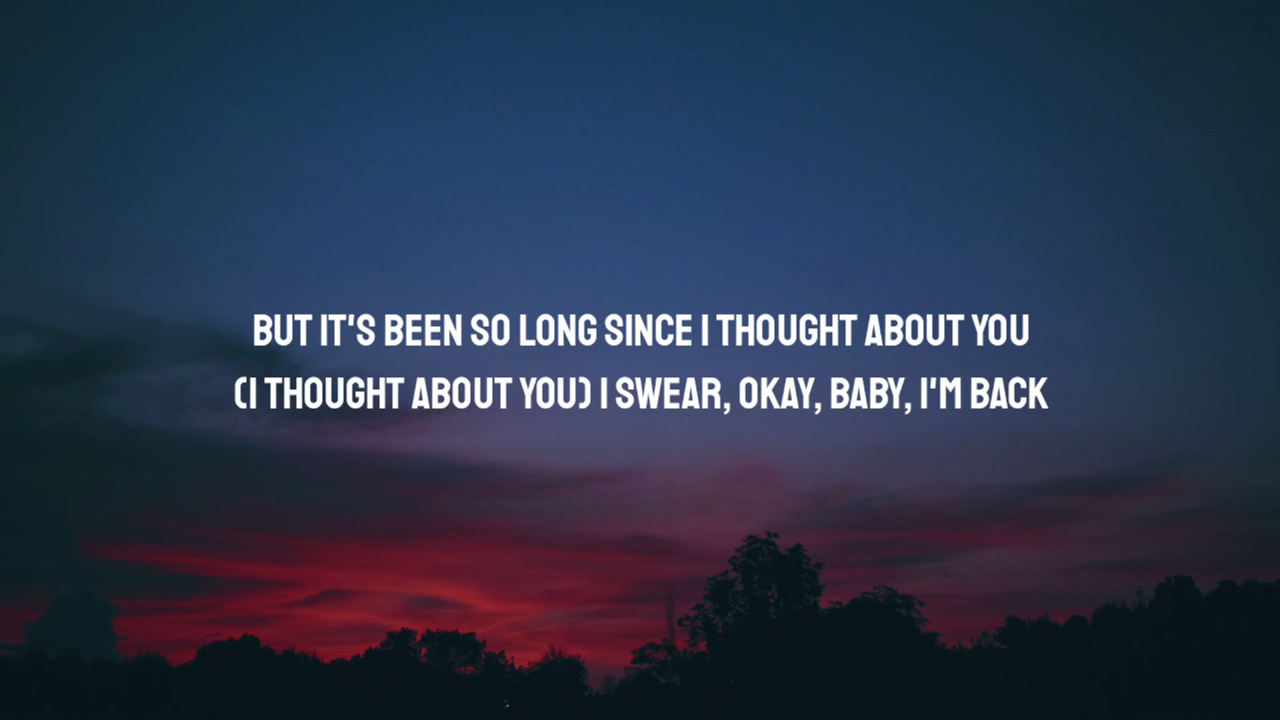 BUT IT'S BEEN SO LONG SINCE I THOUGHT ABOUT YOU
(I THOUGHT ABOUT YOU) I SWEAR, OKAY, BABY, I'M BACK